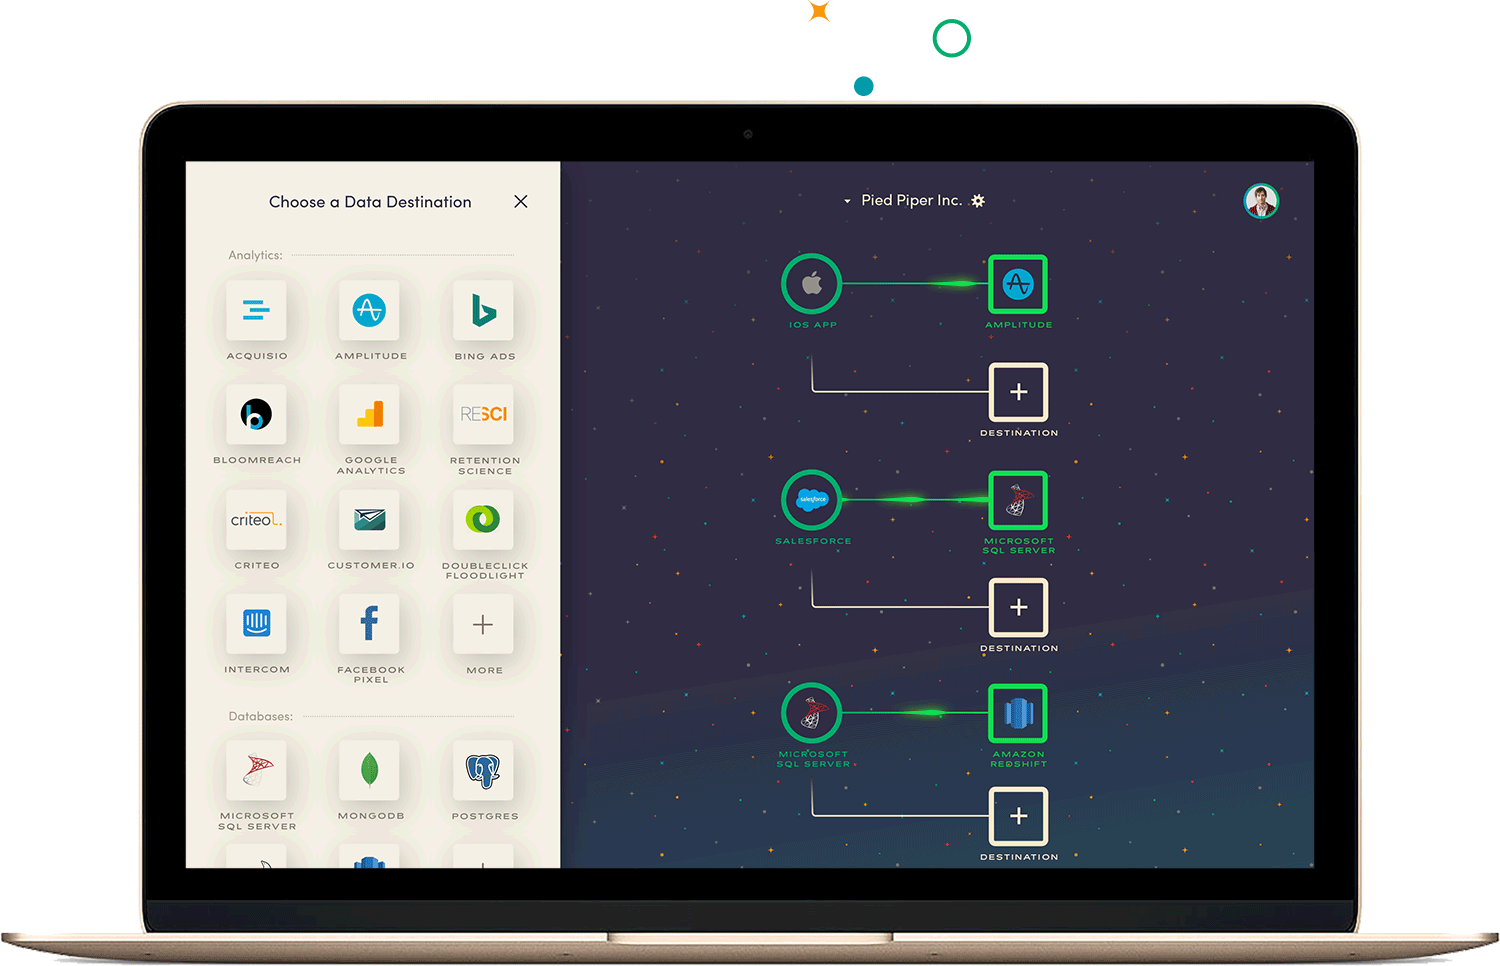 Choose a Data Destination
Analytics:
ACQUISIO
AMPLITUDE
BING ADS
BLOOMREACH
GOOGLE
ANALYTICS
RESCI
RETENTION
SCIENCE
criteo
CRITEO
CUSTOMER.IO
DOUBLECLICK
FLOODLIGHT
INTERCOM
FACEBOOK
PIXEL
MORE
Databases:
MICROSOFT
SQL SERVER
MONGODB
POSTGRES
Pied Piper Inc.
IOS APP
AMPLITUDE
DESTINATION
salesforce
SALESFORCE
MICROSOFT
SQL SERVER
DESTINATION
MICROSOFT
SQL SERVER
AMAZON
REDSHIFT
DESTINATION